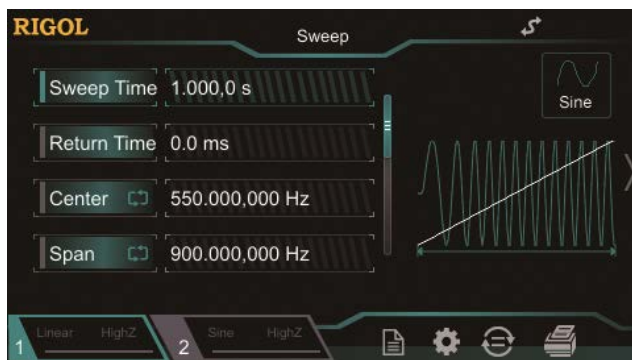 RIGOL
Sweep
Sweep Time 1.000,0 s
Return Time 0.0 ms
Center 550.000,000 Hz
Span 900.000,000 Hz
Sine
1 Linear HighZ
2 Sine HighZ